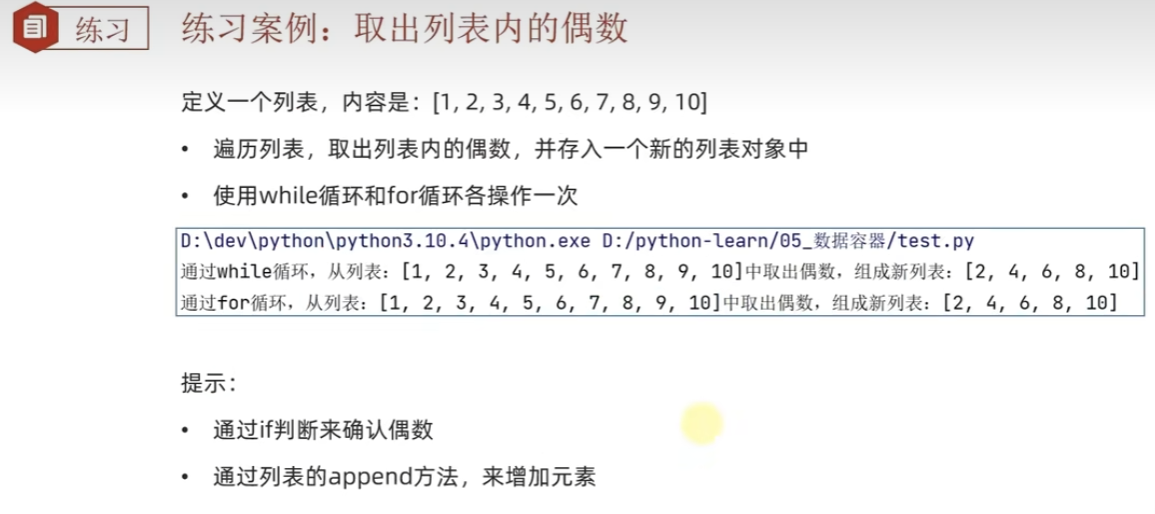 练习
练习案例：取出列表内的偶数
定义一个列表，内容是：[1, 2, 3, 4, 5, 6, 7, 8, 9, 10]
• 遍历列表，取出列表内的偶数，并存入一个新的列表对象中
• 使用while循环和for循环各操作一次
D:\dev\python\python3.10.4\python.exe D:/python-learn/05_数据容器/test.py
通过while循环，从列表：[1, 2, 3, 4, 5, 6, 7, 8, 9, 10]中取出偶数，组成新列表：[2, 4, 6, 8, 10]
通过for循环，从列表：[1, 2, 3, 4, 5, 6, 7, 8, 9, 10]中取出偶数，组成新列表：[2, 4, 6, 8, 10]
提示：
• 通过if判断来确认偶数
• 通过列表的append方法，来增加元素